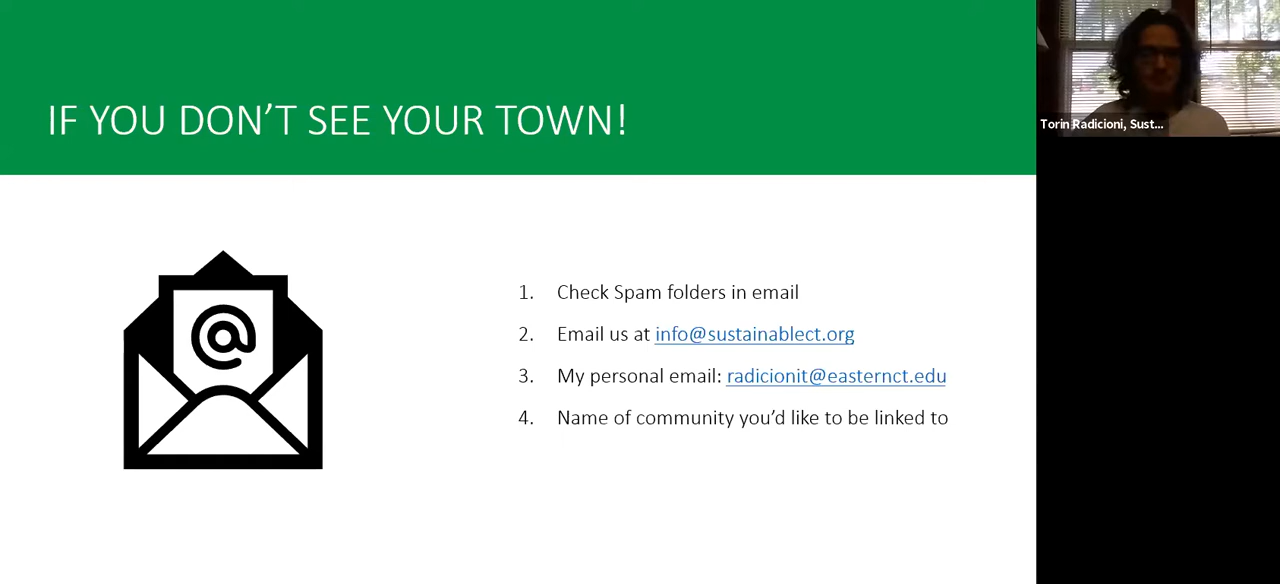 IF YOU DON’T SEE YOUR TOWN!
Torin Radicioni, Sust...
@
1. Check Spam folders in email
2. Email us at info@sustainablect.org
3. My personal email: radicionit@easternct.edu
4. Name of community you’d like to be linked to